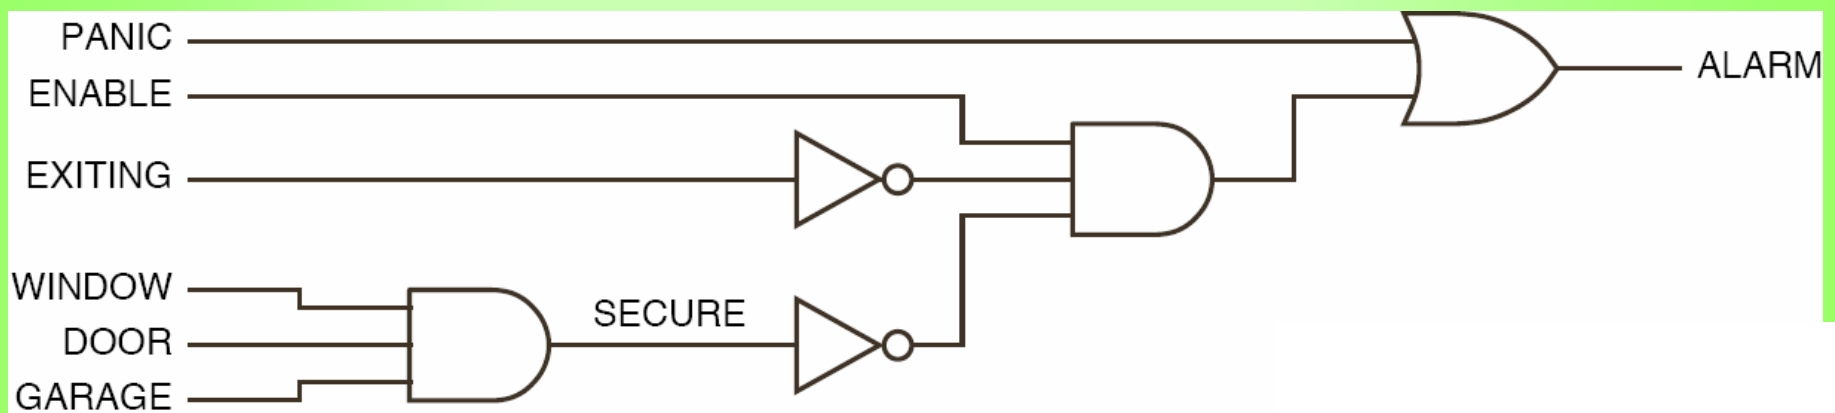 PANIC
ENABLE
EXITING
WINDOW
DOOR
GARAGE
SECURE
ALARM